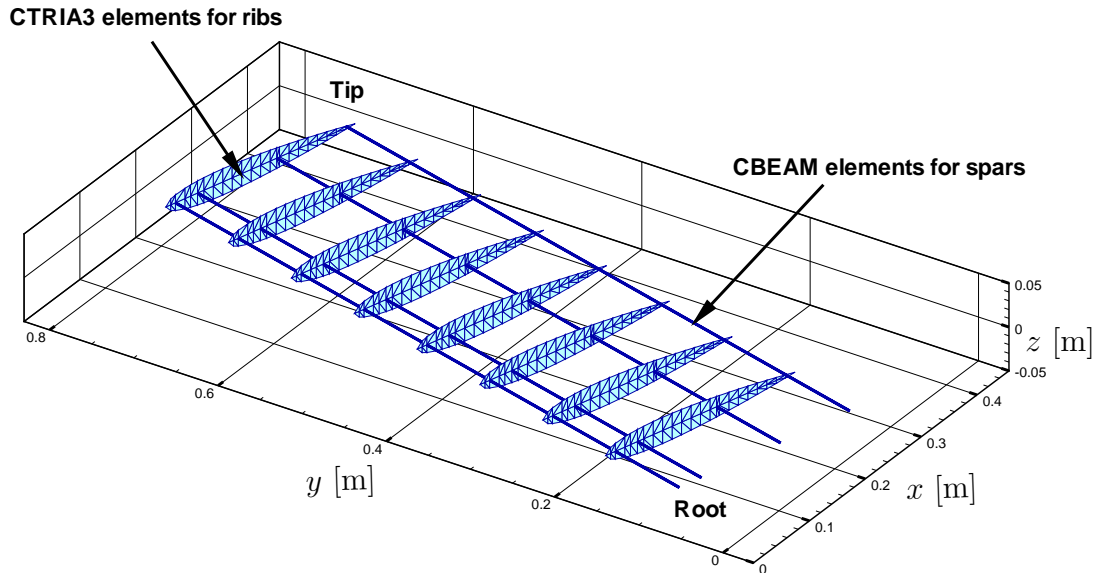 CTRIA3 elements for ribs
Tip
CBEAM elements for spars
0.05
0
-0.05
z [m]
0.8
0.6
0.4
0.2
0
y [m]
0.4
0.3
0.2
0.1
0
x [m]
Root